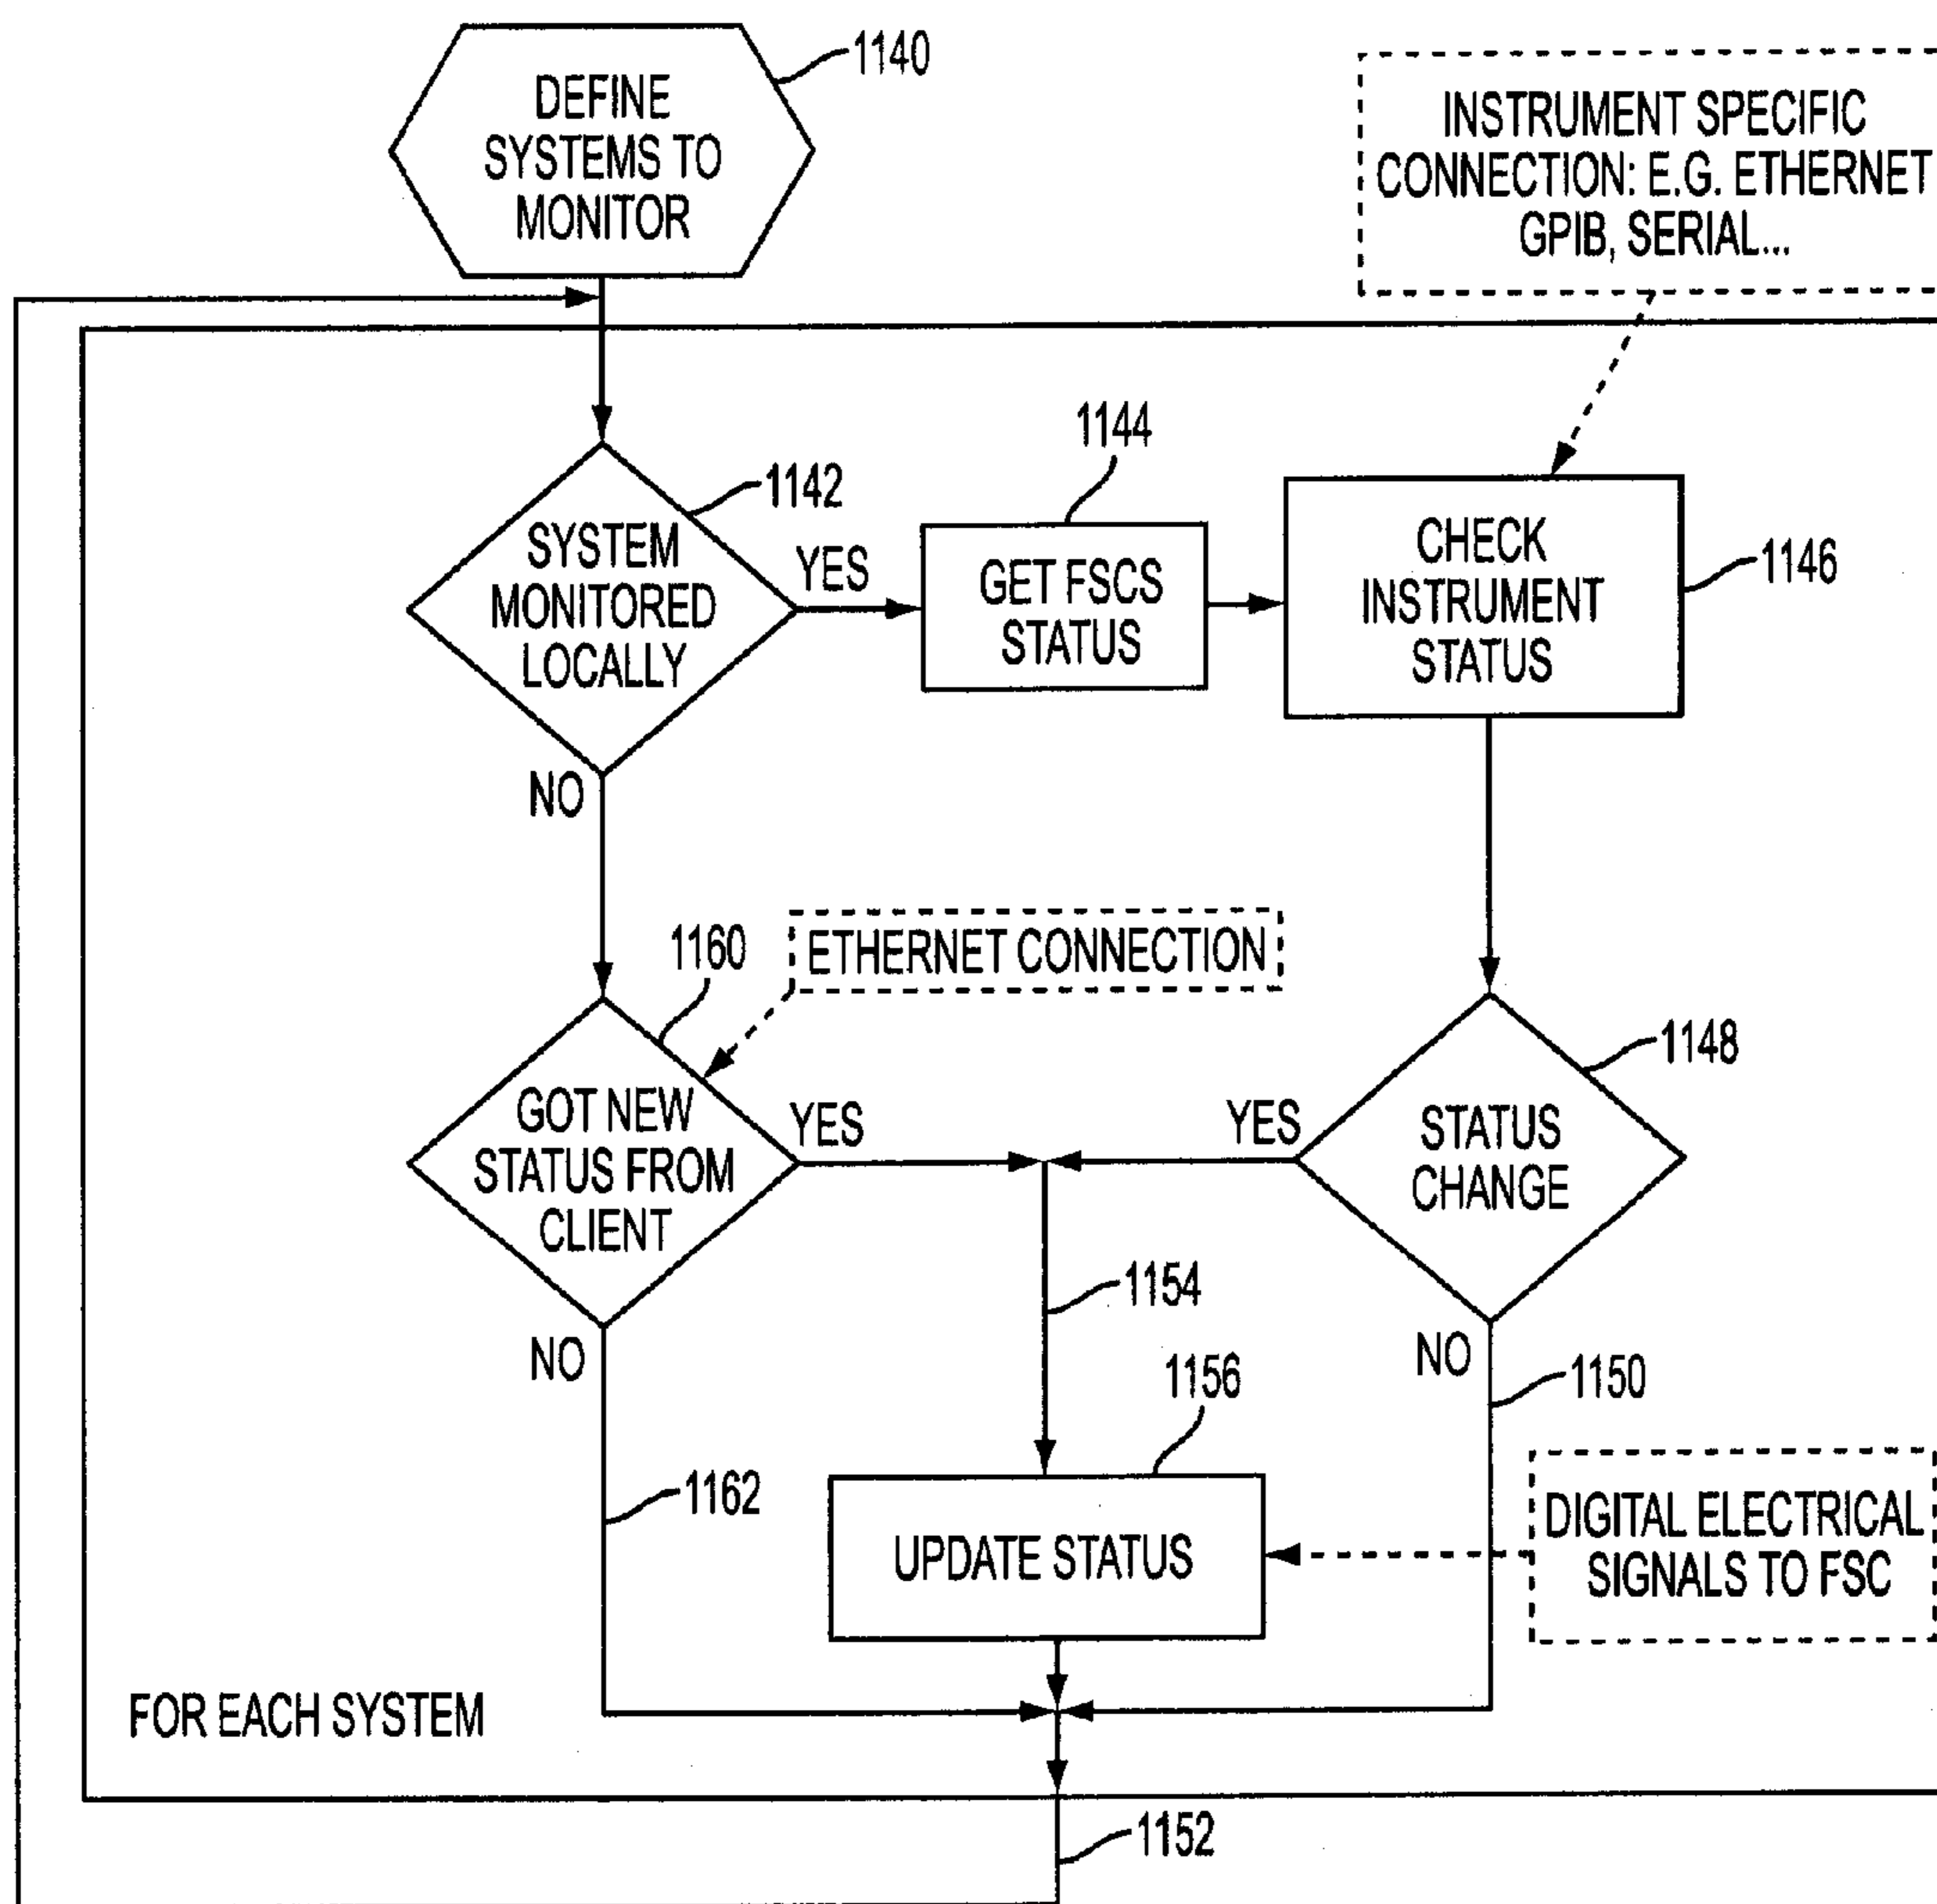 DEFINE
SYSTEMS TO
MONITOR
1140
INSTRUMENT SPECIFIC
CONNECTION: E.G. ETHERNET
GPIB, SERIAL...
1142
SYSTEM
MONITORED
LOCALLY
YES
NO
1144
GET FSCS
STATUS
CHECK
INSTRUMENT
STATUS
1146
1160
ETHERNET CONNECTION
GOT NEW
STATUS FROM
CLIENT
YES
NO
YES
STATUS
CHANGE
1148
NO
1154
1150
1156
1162
UPDATE STATUS
DIGITAL ELECTRICAL
SIGNALS TO FSC
FOR EACH SYSTEM
1152